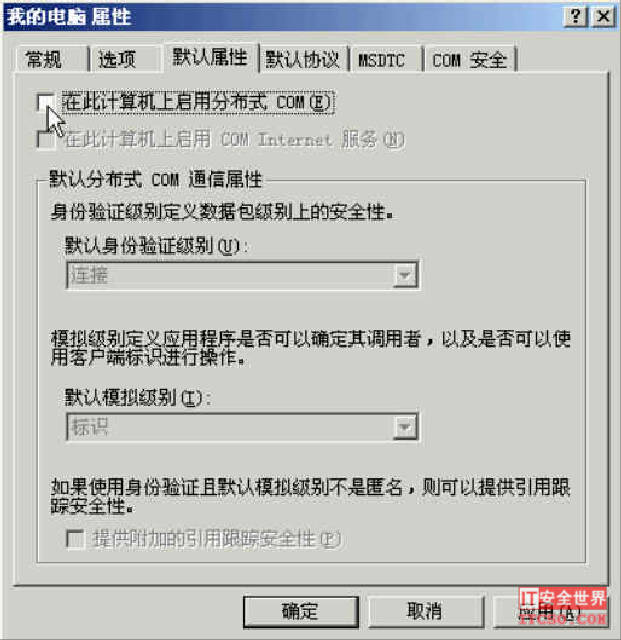 我的电脑 属性
常规 选项 默认属性 默认协议 MSDTC COM 安全
在此计算机上启用分布式 COM(E)
在此计算机上启用 COM Internet 服务(N)
默认分布式 COM 通信属性
身份验证级别定义数据包级别上的安全性。
默认身份验证级别(U):
连接
模拟级别定义应用程序是否可以确定其调用者，以及是否可以使
用客户端标识进行操作。
默认模拟级别(I):
标识
如果使用身份验证且默认模拟级别不是匿名，则可以提供引用跟
踪安全性。
提供附加的引用跟踪安全性(P)
确定 取消 应用(A)
IT安全世界
ITCSO.COM